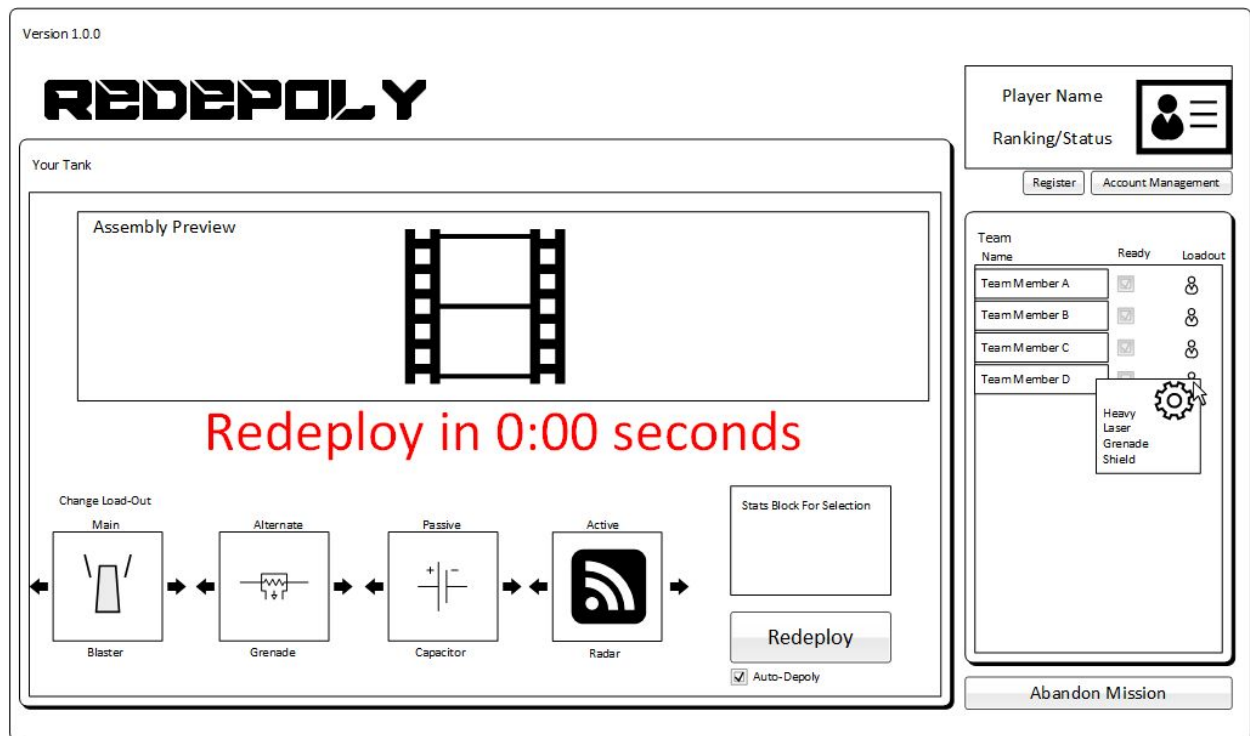 Version 1.0.0
REDEPOLY
Player Name
Ranking/Status
Register
Account Management
Your Tank
Assembly Preview
Redeploy in 0:00 seconds
Change Load-Out
Main
Alternate
Passive
Active
Blaster
Grenade
Capacitor
Radar
Stats Block For Selection
Redeploy
Auto-Depoly
Team
Name
Ready
Loadout
Team Member A
Team Member B
Team Member C
Team Member D
Heavy
Laser
Grenade
Shield
Abandon Mission